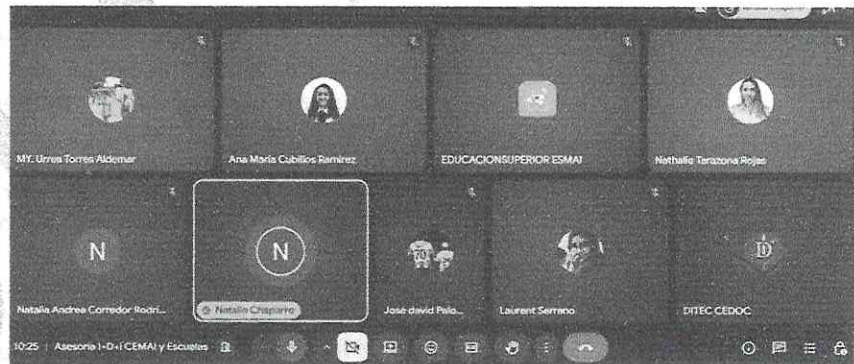 MY. Urrea Torres Aldemar
Ana María Cubillos Ramirez
EDUCACIONSUPERIOR ESMAI
Nathalie Tarazona Rojas
N
N
D
Natalia Andrea Corredor Rodri...
Natalia Chaparro
José david Palo...
Laurent Serrano
DITEC CEDOC
10:25 | Asesoría I+D+I CEMAI y Escuelas